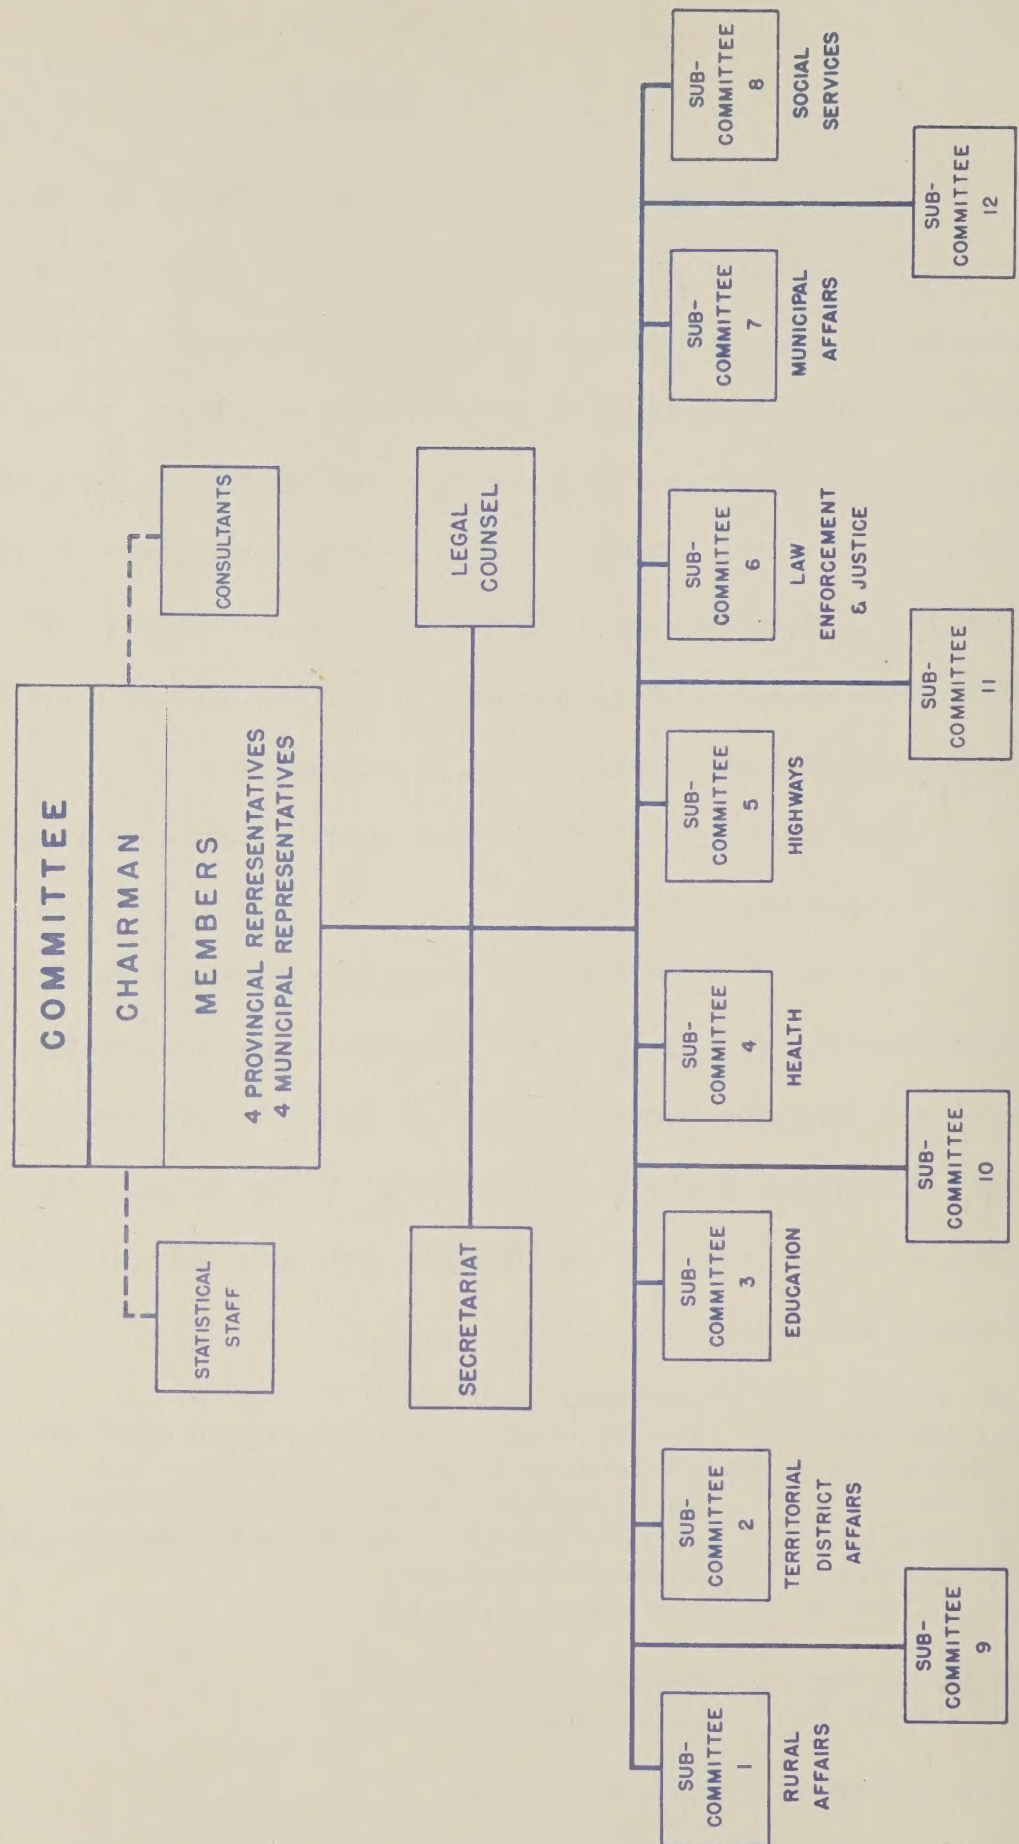 COMMITTEE
CHAIRMAN
MEMBERS
4 PROVINCIAL REPRESENTATIVES
4 MUNICIPAL REPRESENTATIVES
STATISTICAL
STAFF
CONSULTANTS
SECRETARIAT
LEGAL
COUNSEL
SUB-
COMMITTEE
1
RURAL
AFFAIRS
SUB-
COMMITTEE
2
TERRITORIAL
DISTRICT
AFFAIRS
SUB-
COMMITTEE
3
EDUCATION
SUB-
COMMITTEE
4
HEALTH
SUB-
COMMITTEE
5
HIGHWAYS
SUB-
COMMITTEE
6
LAW
ENFORCEMENT
& JUSTICE
SUB-
COMMITTEE
7
MUNICIPAL
AFFAIRS
SUB-
COMMITTEE
8
SOCIAL
SERVICES
SUB-
COMMITTEE
9
SUB-
COMMITTEE
10
SUB-
COMMITTEE
11
SUB-
COMMITTEE
12